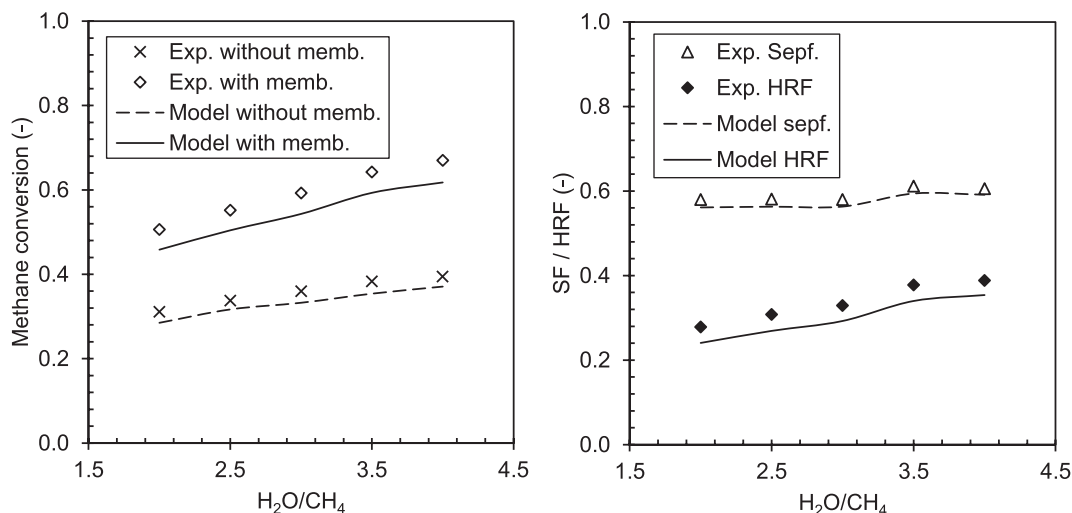 1.0
0.8
0.6
0.4
0.2
0.0
Methane conversion (-)
Exp. without memb.
Exp. with memb.
Model without memb.
Model with memb.
1.5
2.5
3.5
4.5
H₂O/CH₄
1.0
0.8
0.6
0.4
0.2
0.0
SF / HRF (-)
Exp. Sepf.
Exp. HRF
Model sepf.
Model HRF
1.5
2.5
3.5
4.5
H₂O/CH₄